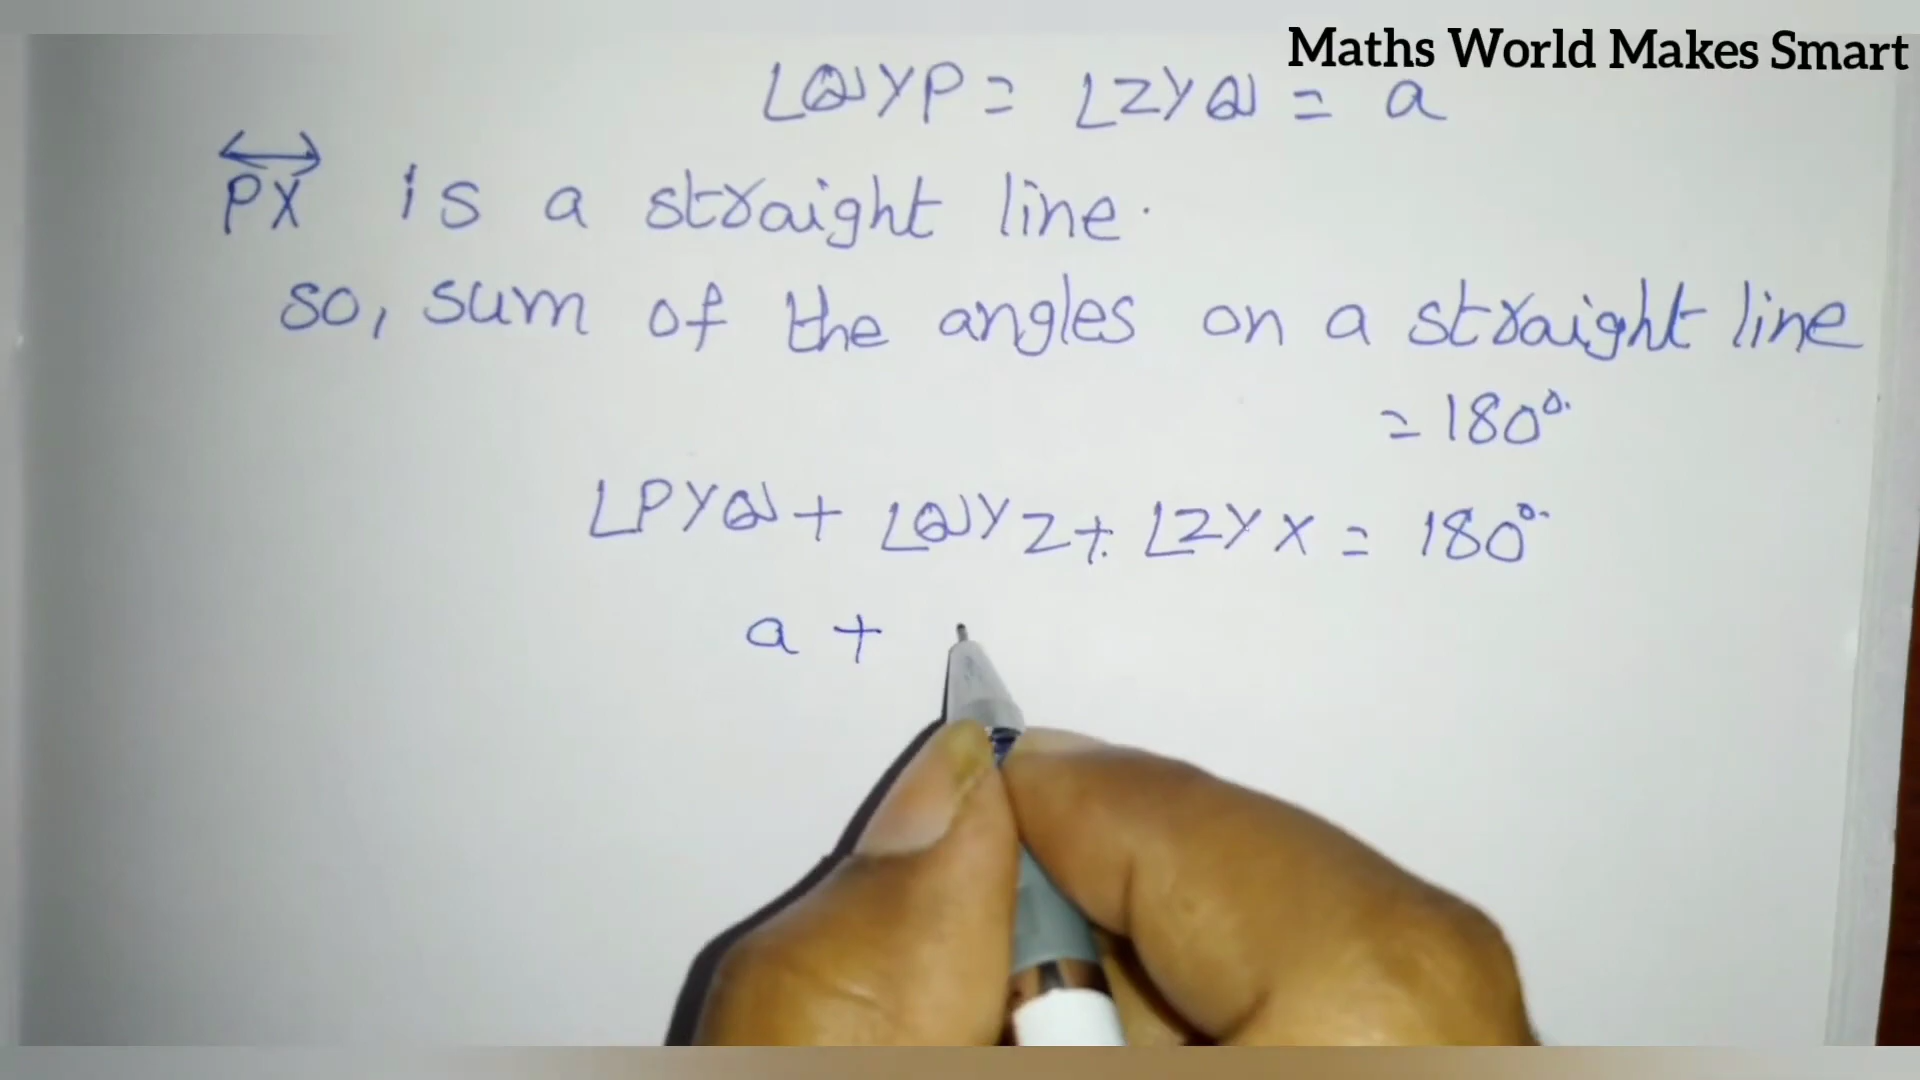 Maths World Makes Smart
∠QYP = ∠ZYQ = a
PX is a straight line.
so, sum of the angles on a straight line
= 180°.
∠PYQ + ∠QYZ + ∠ZYX = 180°.
a +